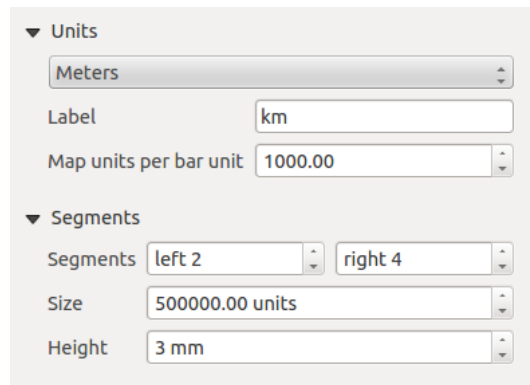 Units
Meters
Label km
Map units per bar unit 1000.00
Segments
Segments left 2 right 4
Size 500000.00 units
Height 3 mm